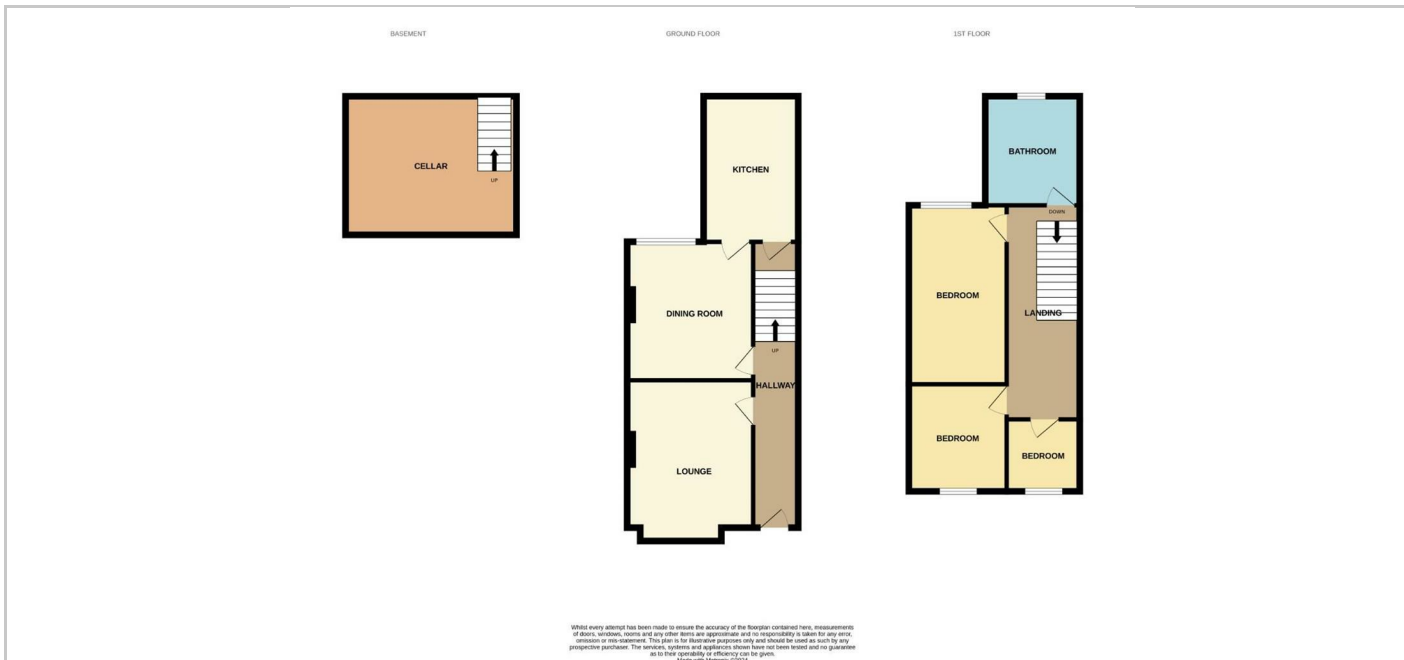 BASEMENT
CELLAR
UP
GROUND FLOOR
KITCHEN
DINING ROOM
UP
HALLWAY
LOUNGE
1ST FLOOR
BATHROOM
DOWN
BEDROOM
LANDING
BEDROOM
BEDROOM
Whilst every attempt has been made to ensure the accuracy of the floorplan contained here, measurements
of doors, windows, rooms and any other items are approximate and no responsibility is taken for any error,
omission or mis-statement. This plan is for illustrative purposes only and should be used as such by any
prospective purchaser. The services, systems and appliances shown have not been tested and no guarantee
as to their operability or efficiency can be given.
Made with Metropix ©2024